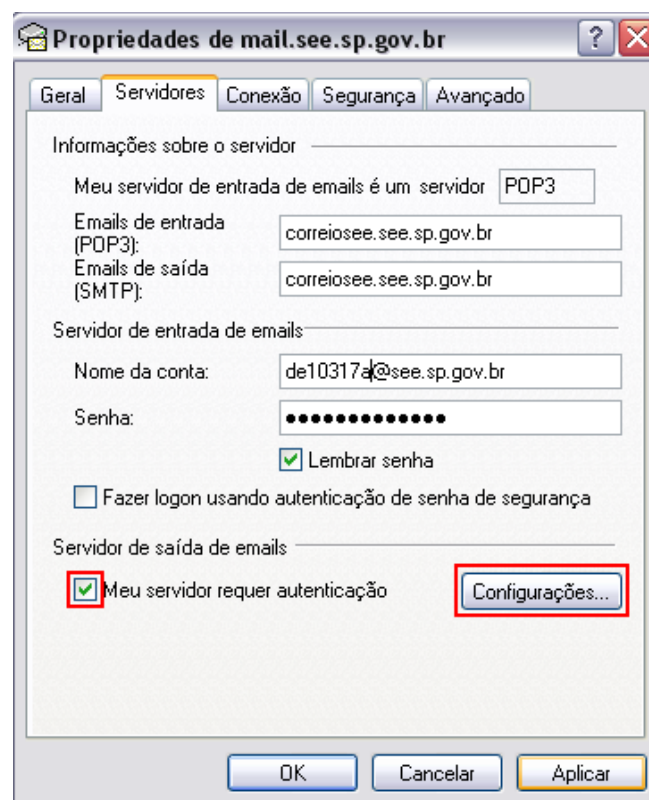 Propriedades de mail.see.sp.gov.br ?
Geral Servidores Conexão Segurança Avançado
Informações sobre o servidor
Meu servidor de entrada de emails é um servidor POP3
Emails de entrada
(POP3): correiosee.see.sp.gov.br
Emails de saída
(SMTP): correiosee.see.sp.gov.br
Servidor de entrada de emails
Nome da conta: de10317a@see.sp.gov.br
Senha: •••••••••••••
Lembrar senha
Fazer logon usando autenticação de senha de segurança
Servidor de saída de emails
Meu servidor requer autenticação Configurações...
OK Cancelar Aplicar